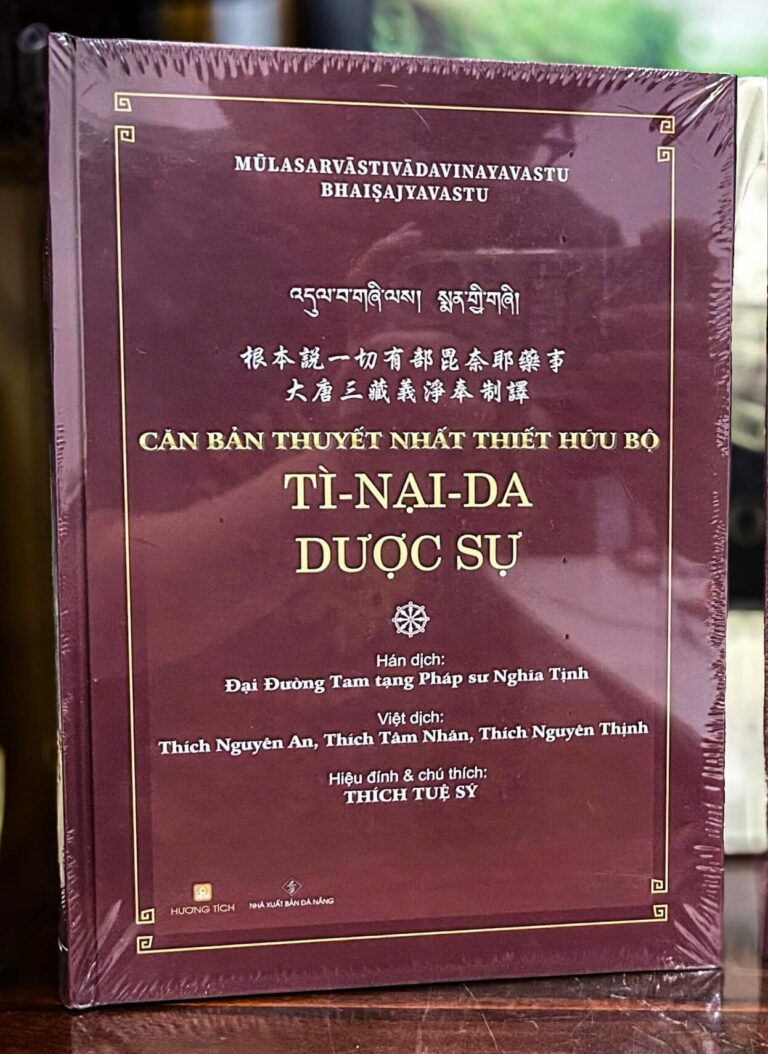 MŪLASARVĀSTIVĀDAVINAYAVASTU
BHAIṢAJYAVASTU
འདུལ་བ་གཞི་ལས། སྨན་གྱི་གཞི།
根本説一切有部毘奈耶藥事
大唐三藏義淨奉制譯
CĂN BẢN THUYẾT NHẤT THIẾT HỮU BỘ
TÌ-NẠI-DA
DƯỢC SỰ
Hán dịch:
Đại Đường Tam tạng Pháp sư Nghĩa Tịnh
Việt dịch:
Thích Nguyên An, Thích Tâm Nhãn, Thích Nguyên Thịnh
Hiệu đính & chú thích:
THÍCH TUỆ SỸ
HƯƠNG TÍCH
NHÀ XUẤT BẢN ĐÀ NẴNG